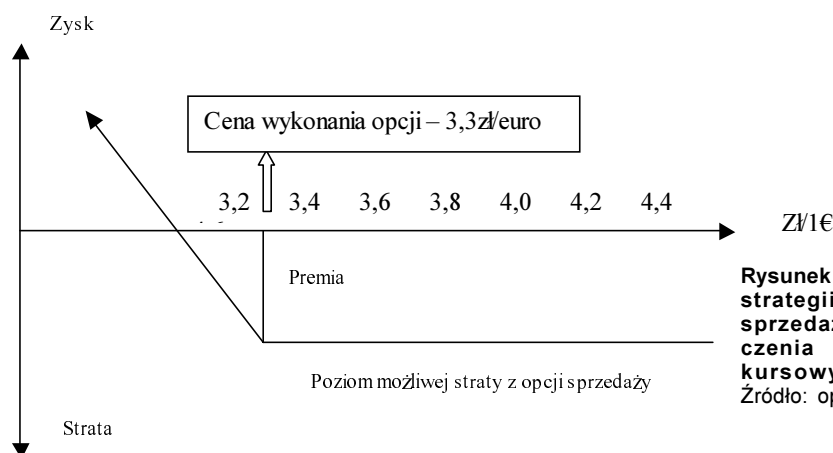 Zysk
Cena wykonania opcji – 3,3zł/euro
3,2 3,4 3,6 3,8 4,0 4,2 4,4
Zł/1€
Premia
Poziom możliwej straty z opcji sprzedaży
Strata
Rysunek
strategii
sprzedaż
czenia
kursowy
Źródło: op